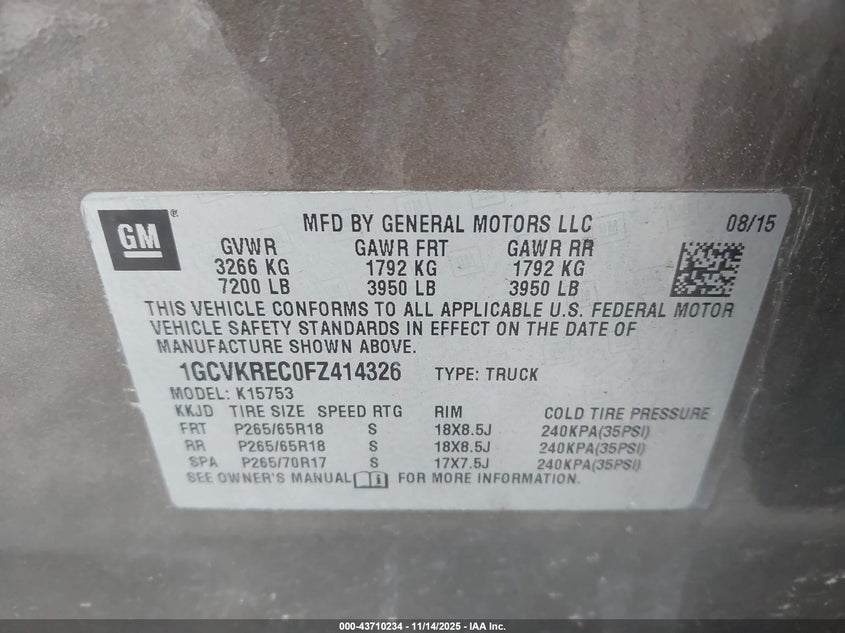 GM®
MFD BY GENERAL MOTORS LLC 08/15
GVWR GAWR FRT GAWR RR
3266 KG 1792 KG 1792 KG
7200 LB 3950 LB 3950 LB
THIS VEHICLE CONFORMS TO ALL APPLICABLE U.S. FEDERAL MOTOR
VEHICLE SAFETY STANDARDS IN EFFECT ON THE DATE OF
MANUFACTURE SHOWN ABOVE.
1GCVKREC0FZ414326 TYPE: TRUCK
MODEL: K15753
KKJD TIRE SIZE SPEED RTG RIM COLD TIRE PRESSURE
FRT P265/65R18 S 18X8.5J 240KPA(35PSI)
RR P265/65R18 S 18X8.5J 240KPA(35PSI)
SPA P265/70R17 S 17X7.5J 240KPA(35PSI)
SEE OWNER'S MANUAL FOR MORE INFORMATION.
000-43710234 - 11/14/2025 - IAA Inc.